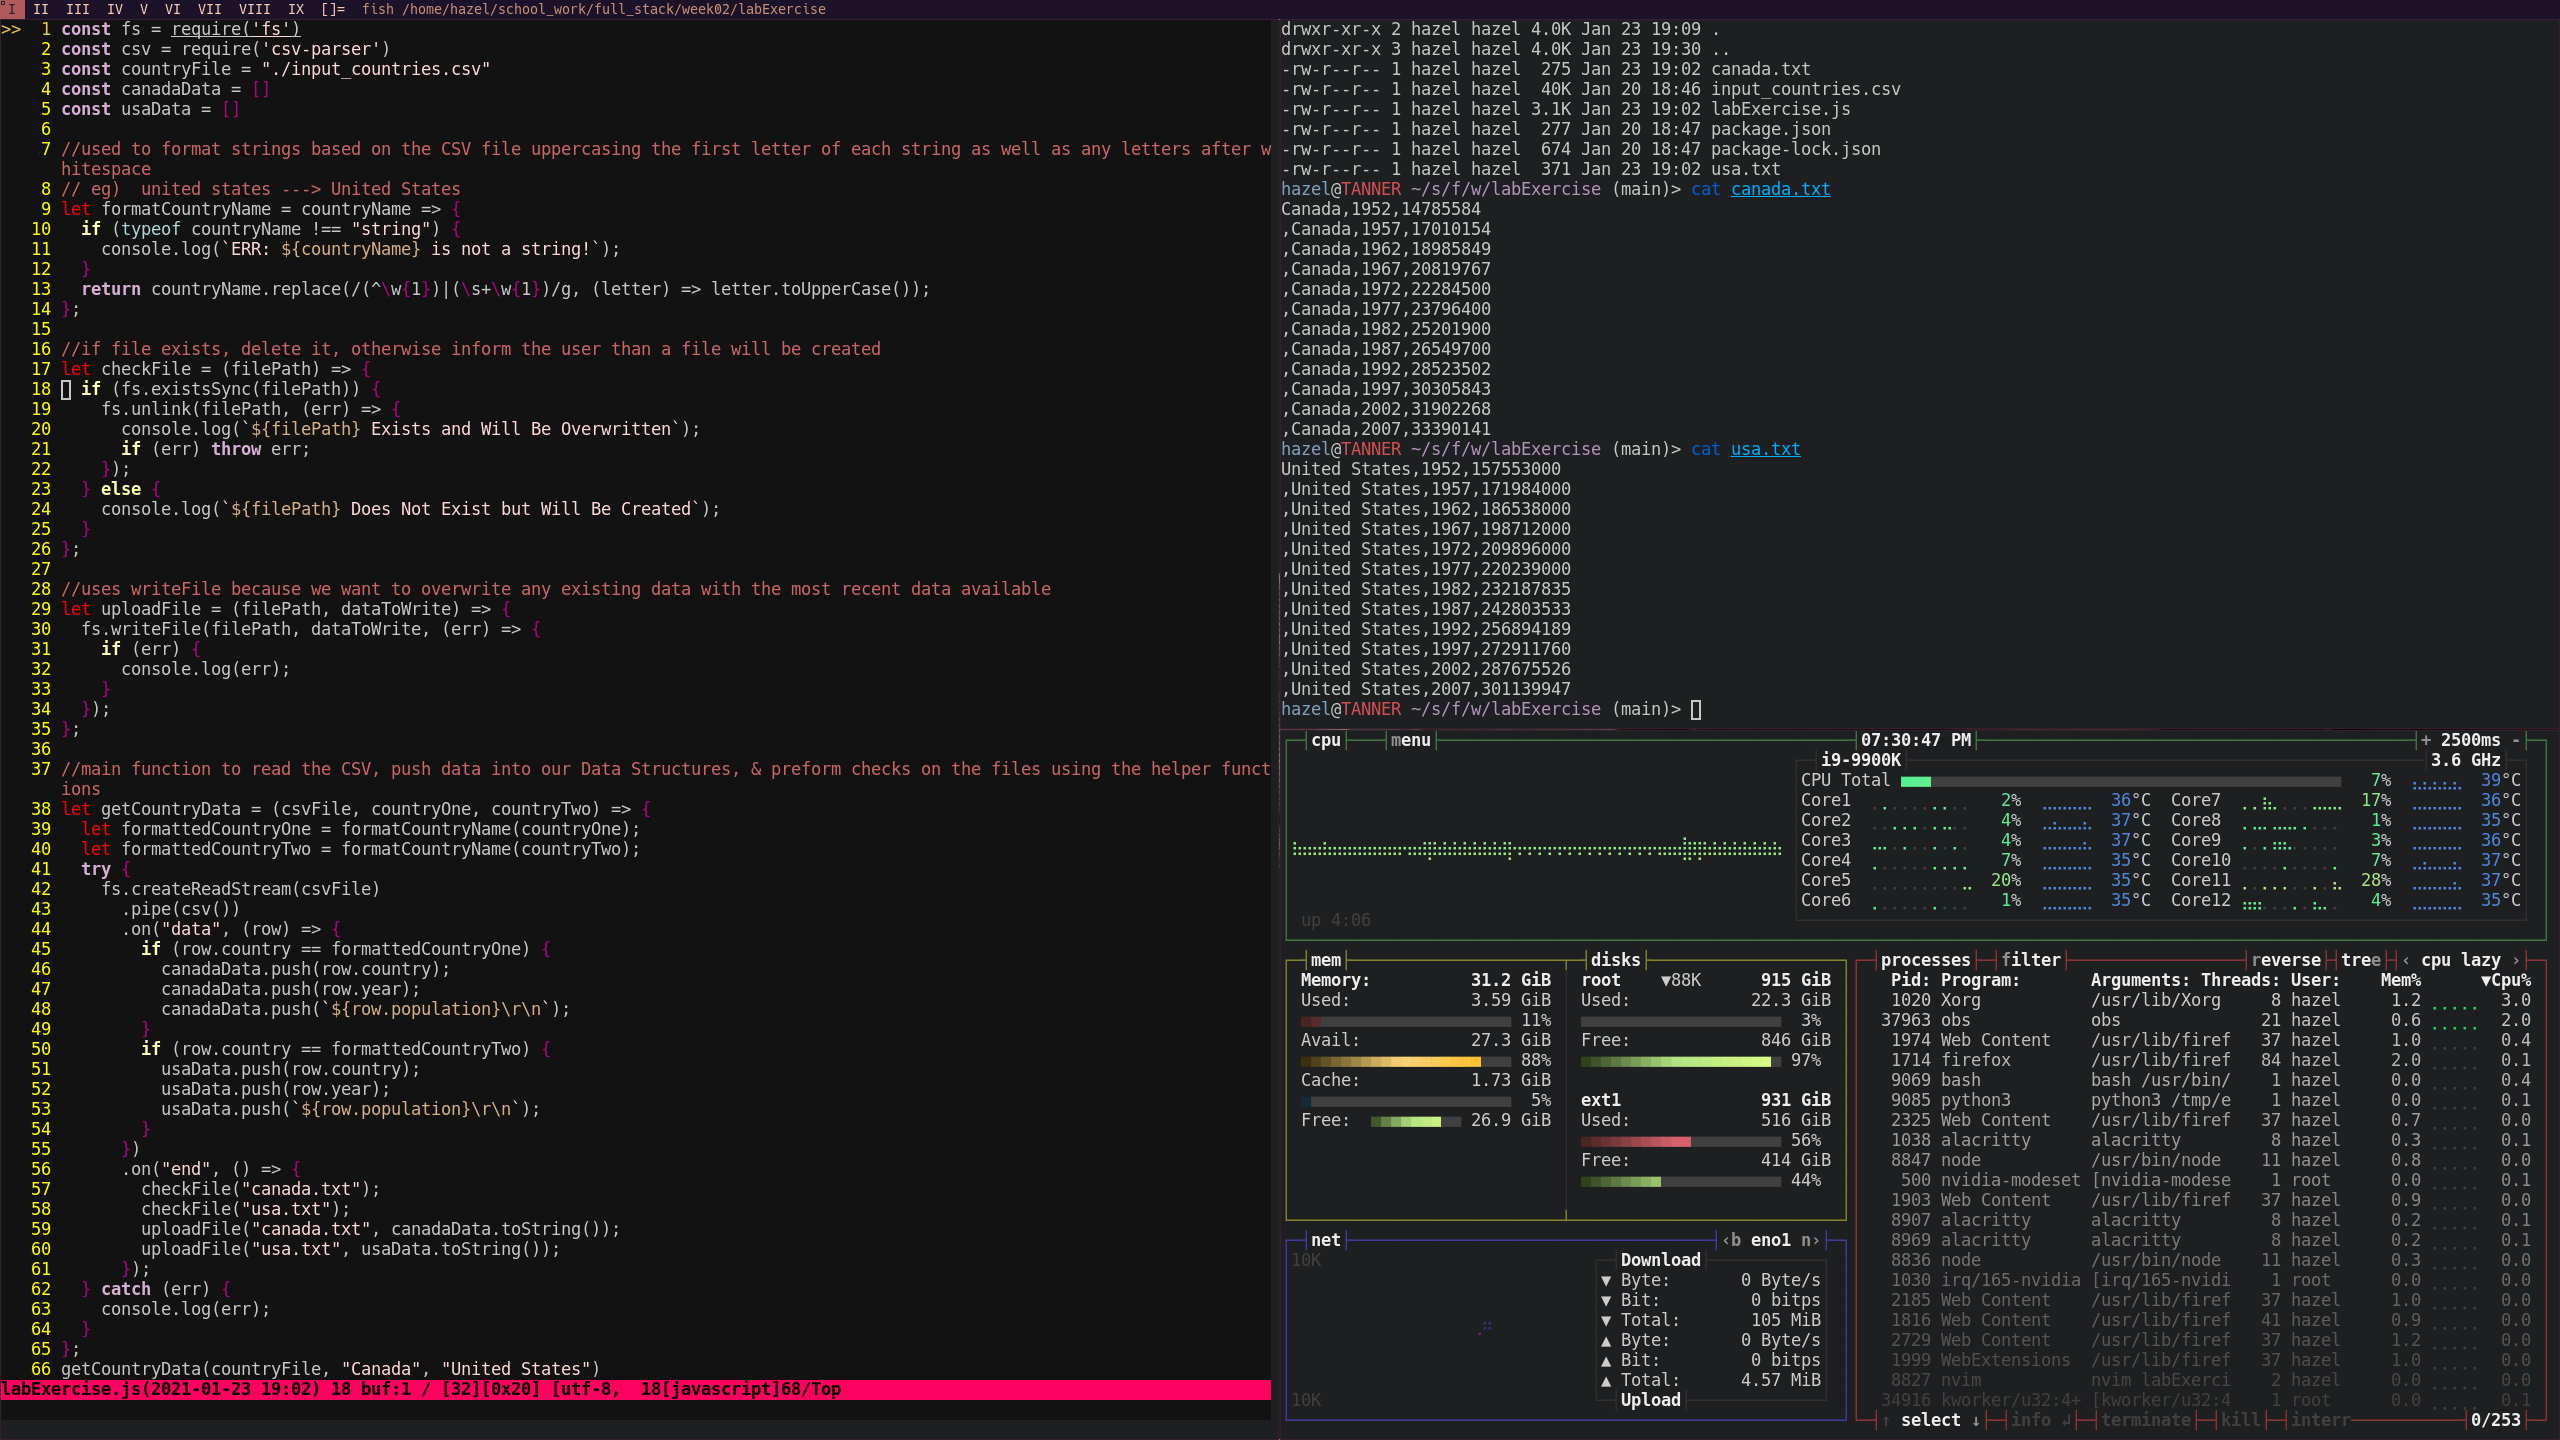 I II III IV V VI VII VIII IX []= fish /home/hazel/school_work/full_stack/week02/labExercise
>> 1 const fs = require('fs')
2 const csv = require('csv-parser')
3 const countryFile = "./input_countries.csv"
4 const canadaData = []
5 const usaData = []
6
7 //used to format strings based on the CSV file uppercasing the first letter of each string as well as any letters after w
hitespace
8 // eg)  united states ---> United States
9 let formatCountryName = countryName => {
10   if (typeof countryName !== "string") {
11     console.log(`ERR: ${countryName} is not a string!`);
12   }
13   return countryName.replace(/(^\w{1})|(\s+\w{1})/g, (letter) => letter.toUpperCase());
14 };
15
16 //if file exists, delete it, otherwise inform the user than a file will be created
17 let checkFile = (filePath) => {
18   if (fs.existsSync(filePath)) {
19     fs.unlink(filePath, (err) => {
20       console.log(`${filePath} Exists and Will Be Overwritten`);
21       if (err) throw err;
22     });
23   } else {
24     console.log(`${filePath} Does Not Exist but Will Be Created`);
25   }
26 };
27
28 //uses writeFile because we want to overwrite any existing data with the most recent data available
29 let uploadFile = (filePath, dataToWrite) => {
30   fs.writeFile(filePath, dataToWrite, (err) => {
31     if (err) {
32       console.log(err);
33     }
34   });
35 };
36
37 //main function to read the CSV, push data into our Data Structures, & preform checks on the files using the helper funct
ions
38 let getCountryData = (csvFile, countryOne, countryTwo) => {
39   let formattedCountryOne = formatCountryName(countryOne);
40   let formattedCountryTwo = formatCountryName(countryTwo);
41   try {
42     fs.createReadStream(csvFile)
43       .pipe(csv())
44       .on("data", (row) => {
45         if (row.country == formattedCountryOne) {
46           canadaData.push(row.country);
47           canadaData.push(row.year);
48           canadaData.push(`${row.population}\r\n`);
49         }
50         if (row.country == formattedCountryTwo) {
51           usaData.push(row.country);
52           usaData.push(row.year);
53           usaData.push(`${row.population}\r\n`);
54         }
55       })
56       .on("end", () => {
57         checkFile("canada.txt");
58         checkFile("usa.txt");
59         uploadFile("canada.txt", canadaData.toString());
60         uploadFile("usa.txt", usaData.toString());
61       });
62   } catch (err) {
63     console.log(err);
64   }
65 };
66 getCountryData(countryFile, "Canada", "United States")
labExercise.js(2021-01-23 19:02) 18 buf:1 / [32][0x20] [utf-8,  18[javascript]68/Top
drwxr-xr-x 2 hazel hazel 4.0K Jan 23 19:09 .
drwxr-xr-x 3 hazel hazel 4.0K Jan 23 19:30 ..
-rw-r--r-- 1 hazel hazel  275 Jan 23 19:02 canada.txt
-rw-r--r-- 1 hazel hazel  40K Jan 20 18:46 input_countries.csv
-rw-r--r-- 1 hazel hazel 3.1K Jan 23 19:02 labExercise.js
-rw-r--r-- 1 hazel hazel  277 Jan 20 18:47 package.json
-rw-r--r-- 1 hazel hazel  674 Jan 20 18:47 package-lock.json
-rw-r--r-- 1 hazel hazel  371 Jan 23 19:02 usa.txt
hazel@TANNER ~/s/f/w/labExercise (main)> cat canada.txt
Canada,1952,14785584
,Canada,1957,17010154
,Canada,1962,18985849
,Canada,1967,20819767
,Canada,1972,22284500
,Canada,1977,23796400
,Canada,1982,25201900
,Canada,1987,26549700
,Canada,1992,28523502
,Canada,1997,30305843
,Canada,2002,31902268
,Canada,2007,33390141
hazel@TANNER ~/s/f/w/labExercise (main)> cat usa.txt
United States,1952,157553000
,United States,1957,171984000
,United States,1962,186538000
,United States,1967,198712000
,United States,1972,209896000
,United States,1977,220239000
,United States,1982,232187835
,United States,1987,242803533
,United States,1992,256894189
,United States,1997,272911760
,United States,2002,287675526
,United States,2007,301139947
hazel@TANNER ~/s/f/w/labExercise (main)>
cpu menu 07:30:47 PM + 2500ms -
i9-9900K 3.6 GHz
CPU Total 7% 39°C
Core1 2% 36°C Core7 17% 36°C
Core2 4% 37°C Core8 1% 35°C
Core3 4% 37°C Core9 3% 36°C
Core4 7% 35°C Core10 7% 37°C
Core5 20% 35°C Core11 28% 37°C
Core6 1% 35°C Core12 4% 35°C
up 4:06
mem
Memory: 31.2 GiB
Used: 3.59 GiB
11%
Avail: 27.3 GiB
88%
Cache: 1.73 GiB
5%
Free: 26.9 GiB
disks
root ▼88K 915 GiB
Used: 22.3 GiB
3%
Free: 846 GiB
97%
ext1 931 GiB
Used: 516 GiB
56%
Free: 414 GiB
44%
net ‹b eno1 n›
10K
Download
▼ Byte: 0 Byte/s
▼ Bit: 0 bitps
▼ Total: 105 MiB
▲ Byte: 0 Byte/s
▲ Bit: 0 bitps
▲ Total: 4.57 MiB
Upload
10K
processes filter reverse tree ‹ cpu lazy ›
Pid: Program: Arguments: Threads: User: Mem% ▼Cpu%
1020 Xorg /usr/lib/Xorg 8 hazel 1.2 3.0
37963 obs obs 21 hazel 0.6 2.0
1974 Web Content /usr/lib/firef 37 hazel 1.0 0.4
1714 firefox /usr/lib/firef 84 hazel 2.0 0.1
9069 bash bash /usr/bin/ 1 hazel 0.0 0.4
9085 python3 python3 /tmp/e 1 hazel 0.0 0.1
2325 Web Content /usr/lib/firef 37 hazel 0.7 0.0
1038 alacritty alacritty 8 hazel 0.3 0.1
8847 node /usr/bin/node 11 hazel 0.8 0.0
500 nvidia-modeset [nvidia-modese 1 root 0.0 0.1
1903 Web Content /usr/lib/firef 37 hazel 0.9 0.0
8907 alacritty alacritty 8 hazel 0.2 0.1
8969 alacritty alacritty 8 hazel 0.2 0.1
8836 node /usr/bin/node 11 hazel 0.3 0.0
1030 irq/165-nvidia [irq/165-nvidi 1 root 0.0 0.0
2185 Web Content /usr/lib/firef 37 hazel 1.0 0.0
1816 Web Content /usr/lib/firef 41 hazel 0.9 0.0
2729 Web Content /usr/lib/firef 37 hazel 1.2 0.0
1999 WebExtensions /usr/lib/firef 37 hazel 1.0 0.0
8827 nvim nvim labExerci 2 hazel 0.0 0.0
34916 kworker/u32:4+ [kworker/u32:4 1 root 0.0 0.1
↑ select ↓ info ↲ terminate kill interr 0/253